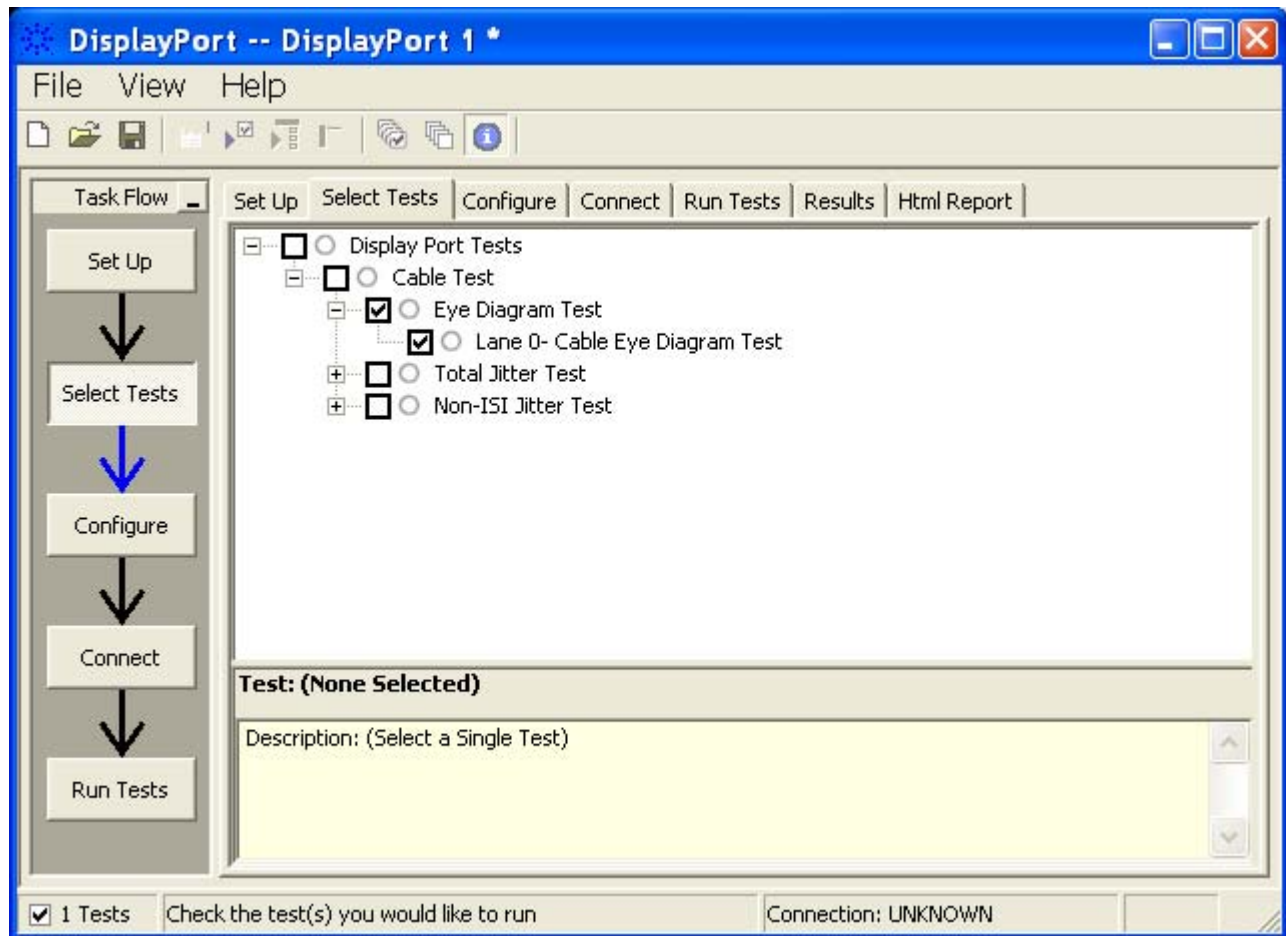 DisplayPort -- DisplayPort 1 *
File View Help
Task Flow
Set Up
Select Tests
Configure
Connect
Run Tests
Set Up Select Tests Configure Connect Run Tests Results Html Report
Display Port Tests
Cable Test
Eye Diagram Test
Lane 0- Cable Eye Diagram Test
Total Jitter Test
Non-ISI Jitter Test
Test: (None Selected)
Description: (Select a Single Test)
1 Tests Check the test(s) you would like to run Connection: UNKNOWN